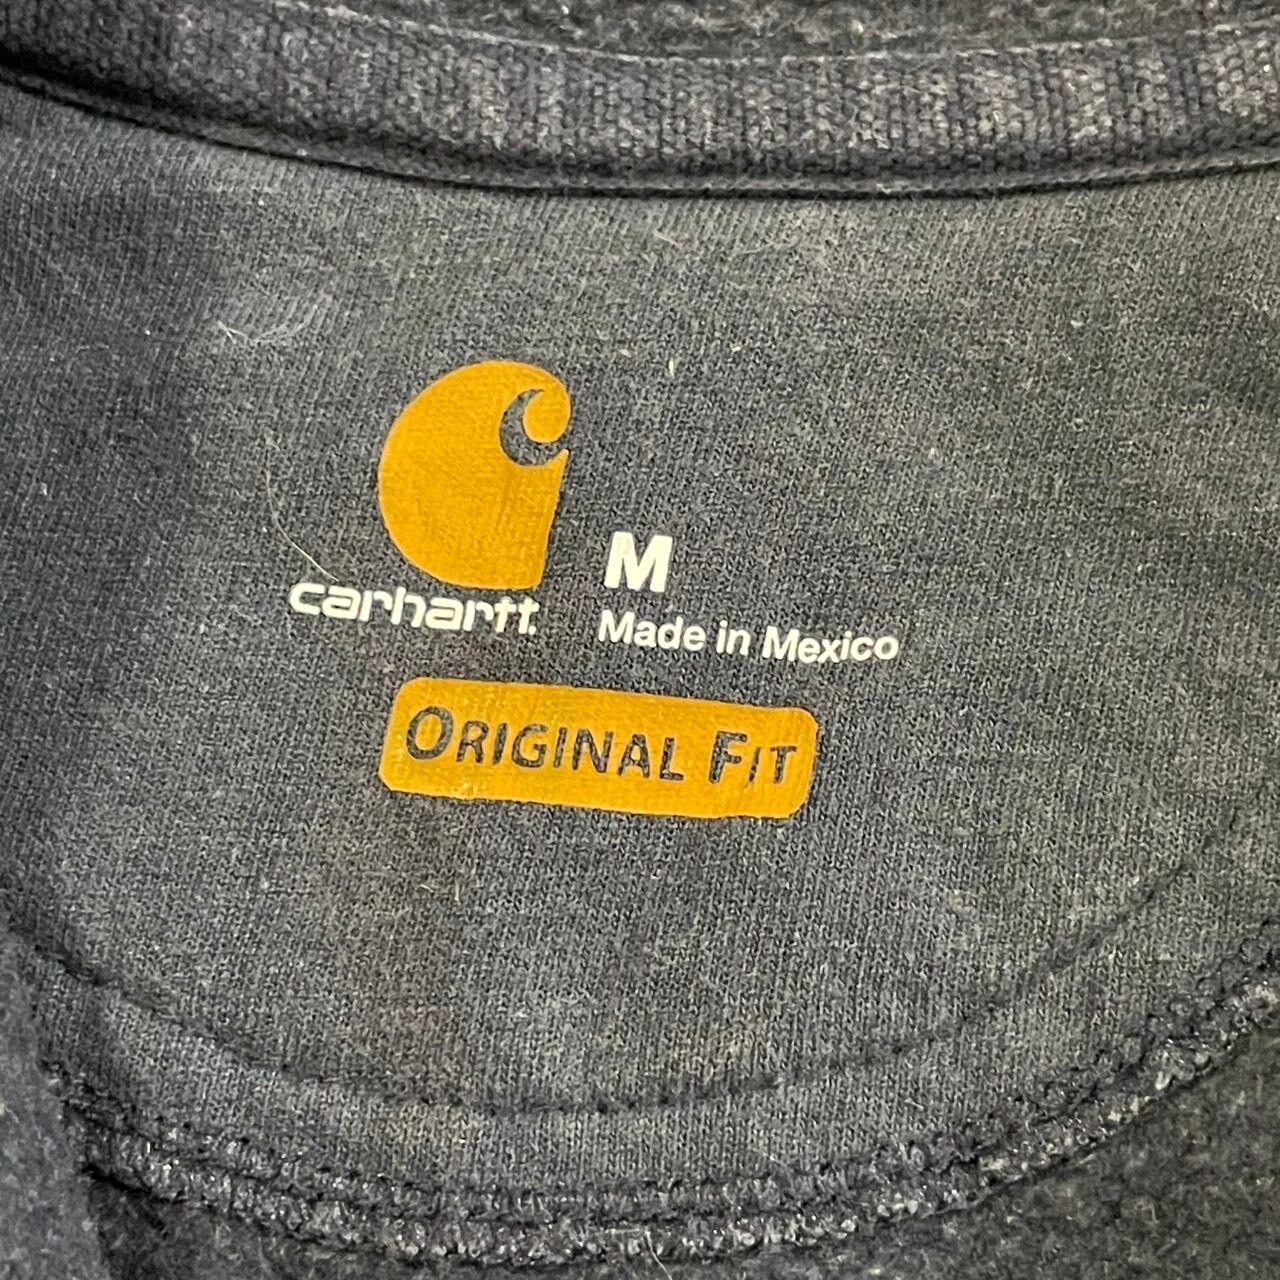 carhartt.
M
Made in Mexico
ORIGINAL FIT